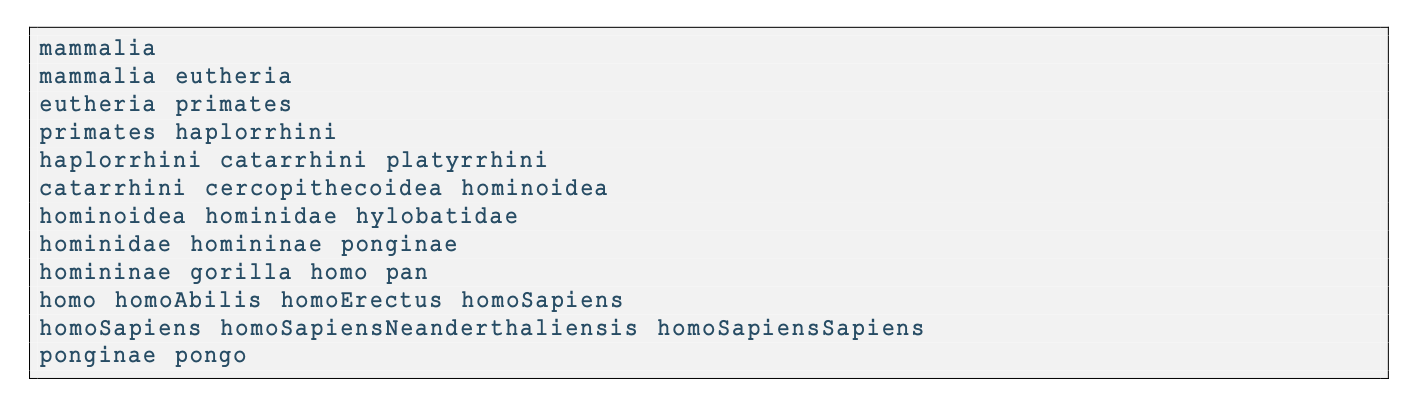 mammalia
mammalia eutheria
eutheria primates
primates haplorrhini
haplorrhini catarrhini platyrrhini
catarrhini cercopithecoidea hominoidea
hominoidea hominidae hylobatidae
hominidae homininae ponginae
homininae gorilla homo pan
homo homoAbilis homoErectus homoSapiens
homoSapiens homoSapiensNeanderthaliensis homoSapiensSapiens
ponginae pongo